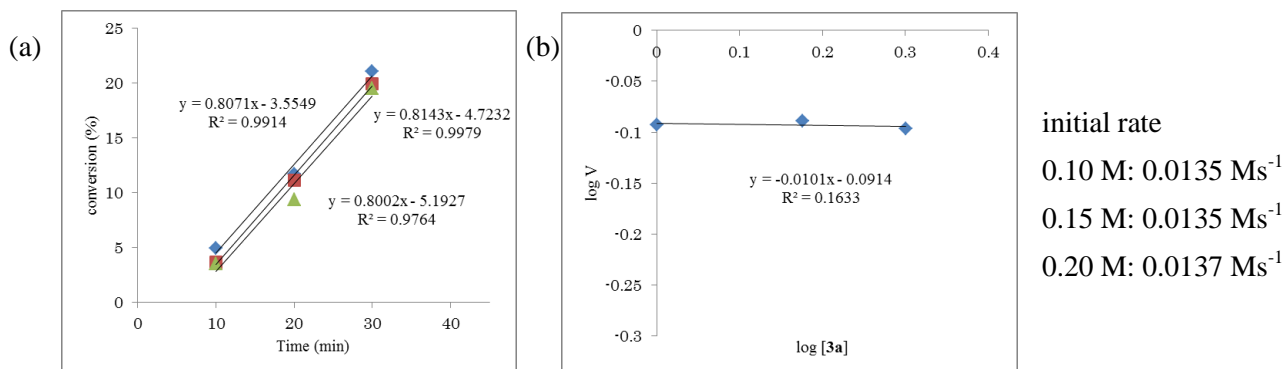 (a)
25
20
15
10
5
0
conversion (%)
y = 0.8071x - 3.5549
R² = 0.9914
y = 0.8143x - 4.7232
R² = 0.9979
y = 0.8002x - 5.1927
R² = 0.9764
0 10 20 30 40
Time (min)
(b)
0 0.1 0.2 0.3 0.4
0
-0.05
-0.1
-0.15
-0.2
-0.25
-0.3
log V
y = -0.0101x - 0.0914
R² = 0.1633
log [3a]
initial rate
0.10 M: 0.0135 Ms⁻¹
0.15 M: 0.0135 Ms⁻¹
0.20 M: 0.0137 Ms⁻¹